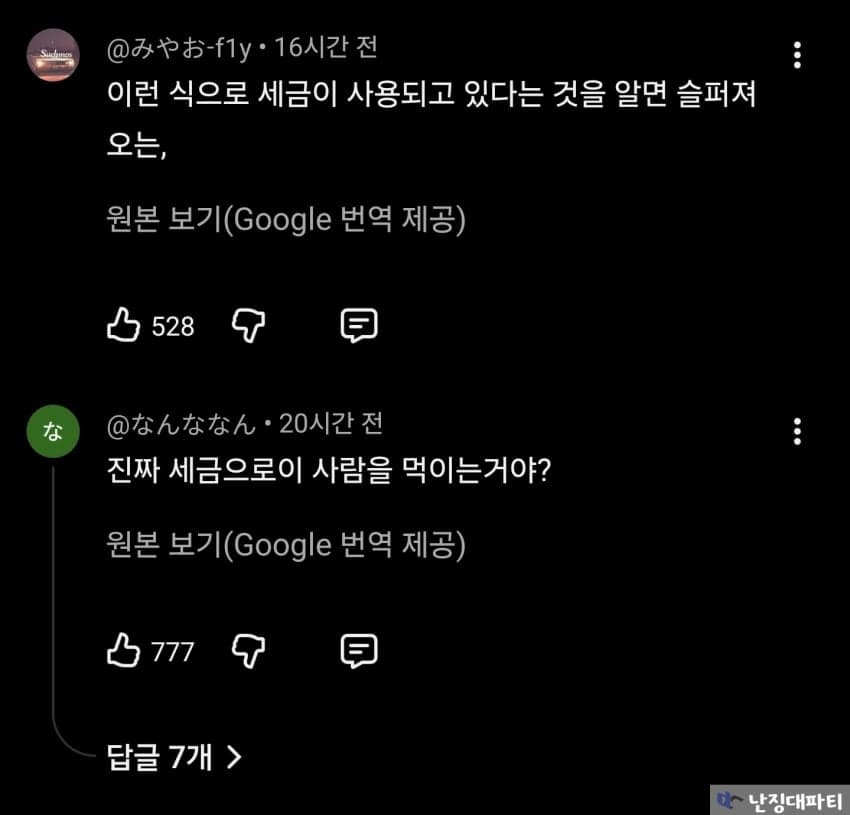 Suchmos
@みやお-f1y • 16시간 전
이런 식으로 세금이 사용되고 있다는 것을 알면 슬퍼져
오는,
원본 보기(Google 번역 제공)
528
な
@なんななん • 20시간 전
진짜 세금으로이 사람을 먹이는거야?
원본 보기(Google 번역 제공)
777
답글 7개 >
난징대파티